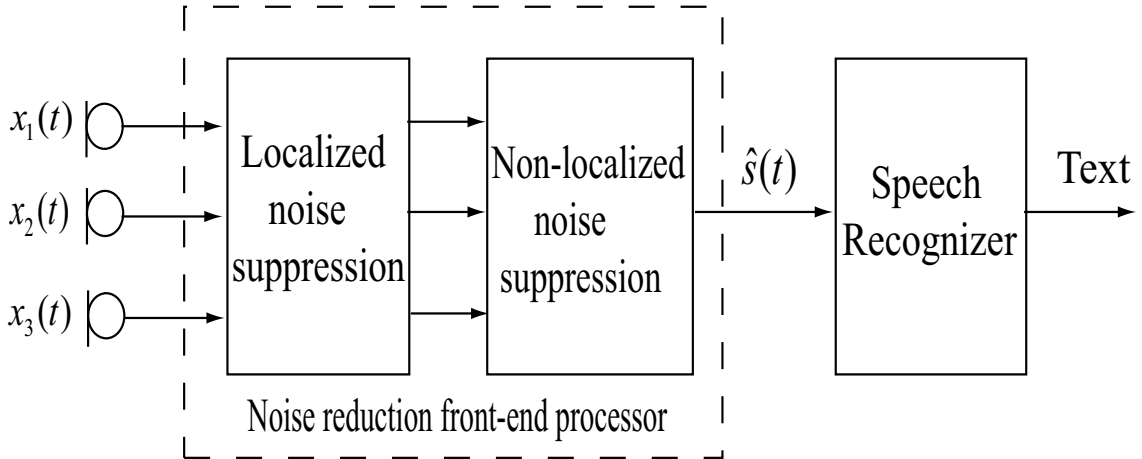 x₁(t)
x₂(t)
x₃(t)
Localized
noise
suppression
Non-localized
noise
suppression
Noise reduction front-end processor
ŝ(t)
Speech
Recognizer
Text